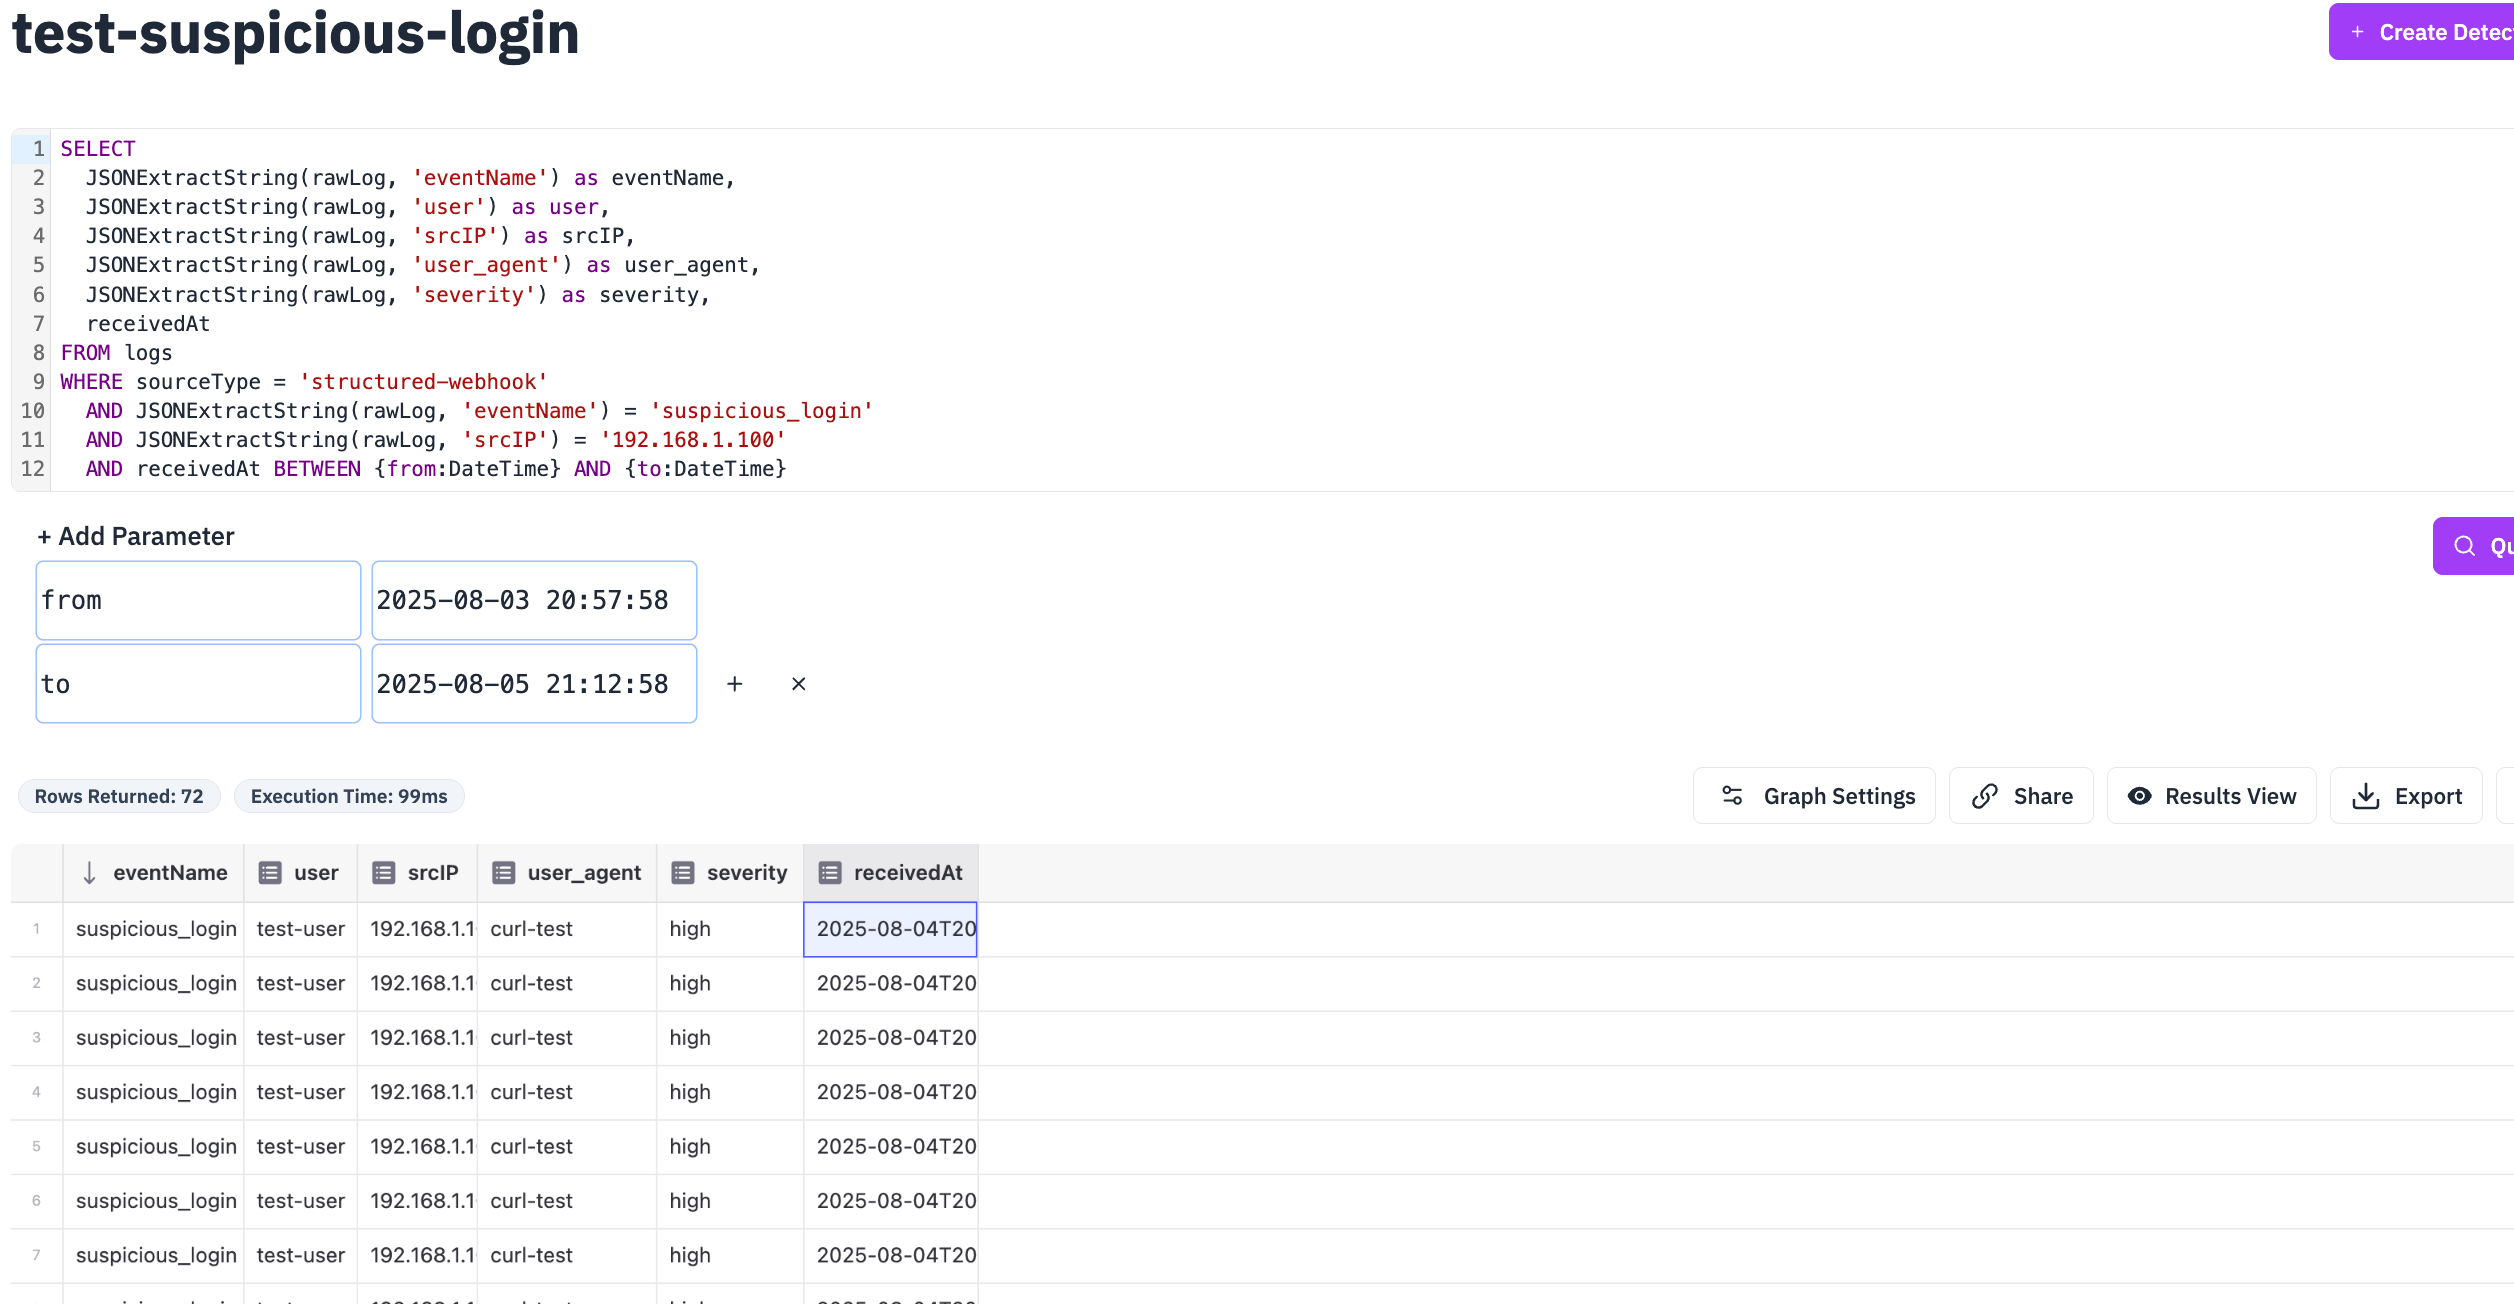 test-suspicious-login
+ Create Detec
1 SELECT
2 JSONExtractString(rawLog, 'eventName') as eventName,
3 JSONExtractString(rawLog, 'user') as user,
4 JSONExtractString(rawLog, 'srcIP') as srcIP,
5 JSONExtractString(rawLog, 'user_agent') as user_agent,
6 JSONExtractString(rawLog, 'severity') as severity,
7 receivedAt
8 FROM logs
9 WHERE sourceType = 'structured-webhook'
10 AND JSONExtractString(rawLog, 'eventName') = 'suspicious_login'
11 AND JSONExtractString(rawLog, 'srcIP') = '192.168.1.100'
12 AND receivedAt BETWEEN {from:DateTime} AND {to:DateTime}
+ Add Parameter
Qu
from 2025-08-03 20:57:58
to 2025-08-05 21:12:58 + ×
Rows Returned: 72 Execution Time: 99ms Graph Settings Share Results View Export
eventName user srcIP user_agent severity receivedAt
1 suspicious_login test-user 192.168.1.1 curl-test high 2025-08-04T20
2 suspicious_login test-user 192.168.1.1 curl-test high 2025-08-04T20
3 suspicious_login test-user 192.168.1.1 curl-test high 2025-08-04T20
4 suspicious_login test-user 192.168.1.1 curl-test high 2025-08-04T20
5 suspicious_login test-user 192.168.1.1 curl-test high 2025-08-04T20
6 suspicious_login test-user 192.168.1.1 curl-test high 2025-08-04T20
7 suspicious_login test-user 192.168.1.1 curl-test high 2025-08-04T20